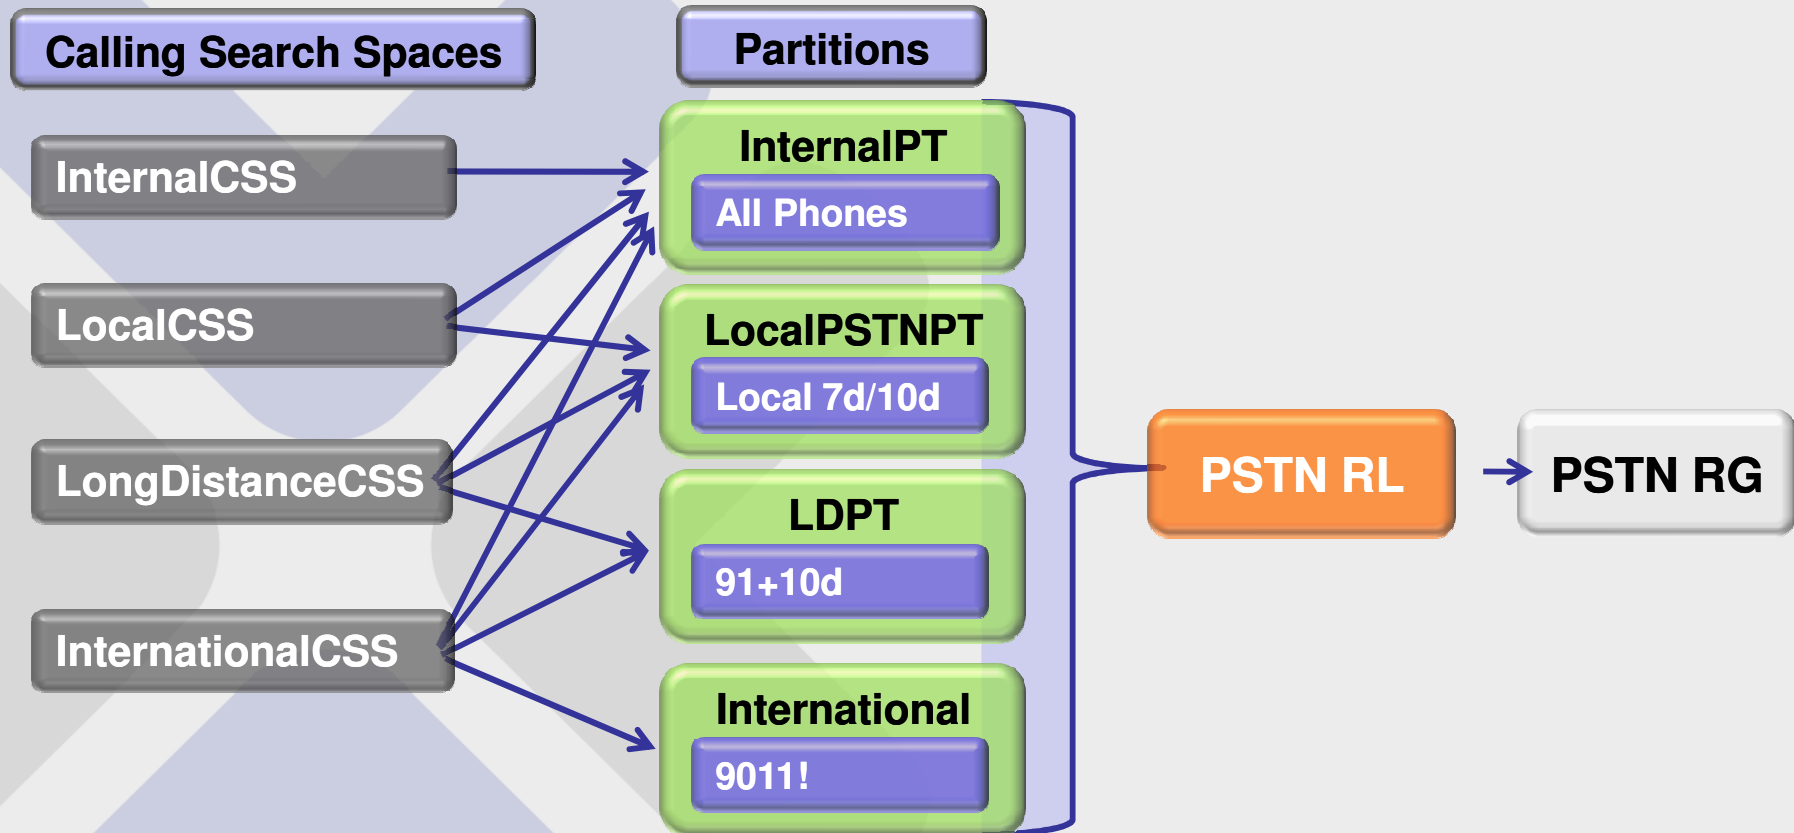 Calling Search Spaces
Partitions
InternalCSS
LocalCSS
LongDistanceCSS
InternationalCSS
InternalPT
All Phones
LocalPSTNPT
Local 7d/10d
LDPT
91+10d
International
9011!
PSTN RL
PSTN RG